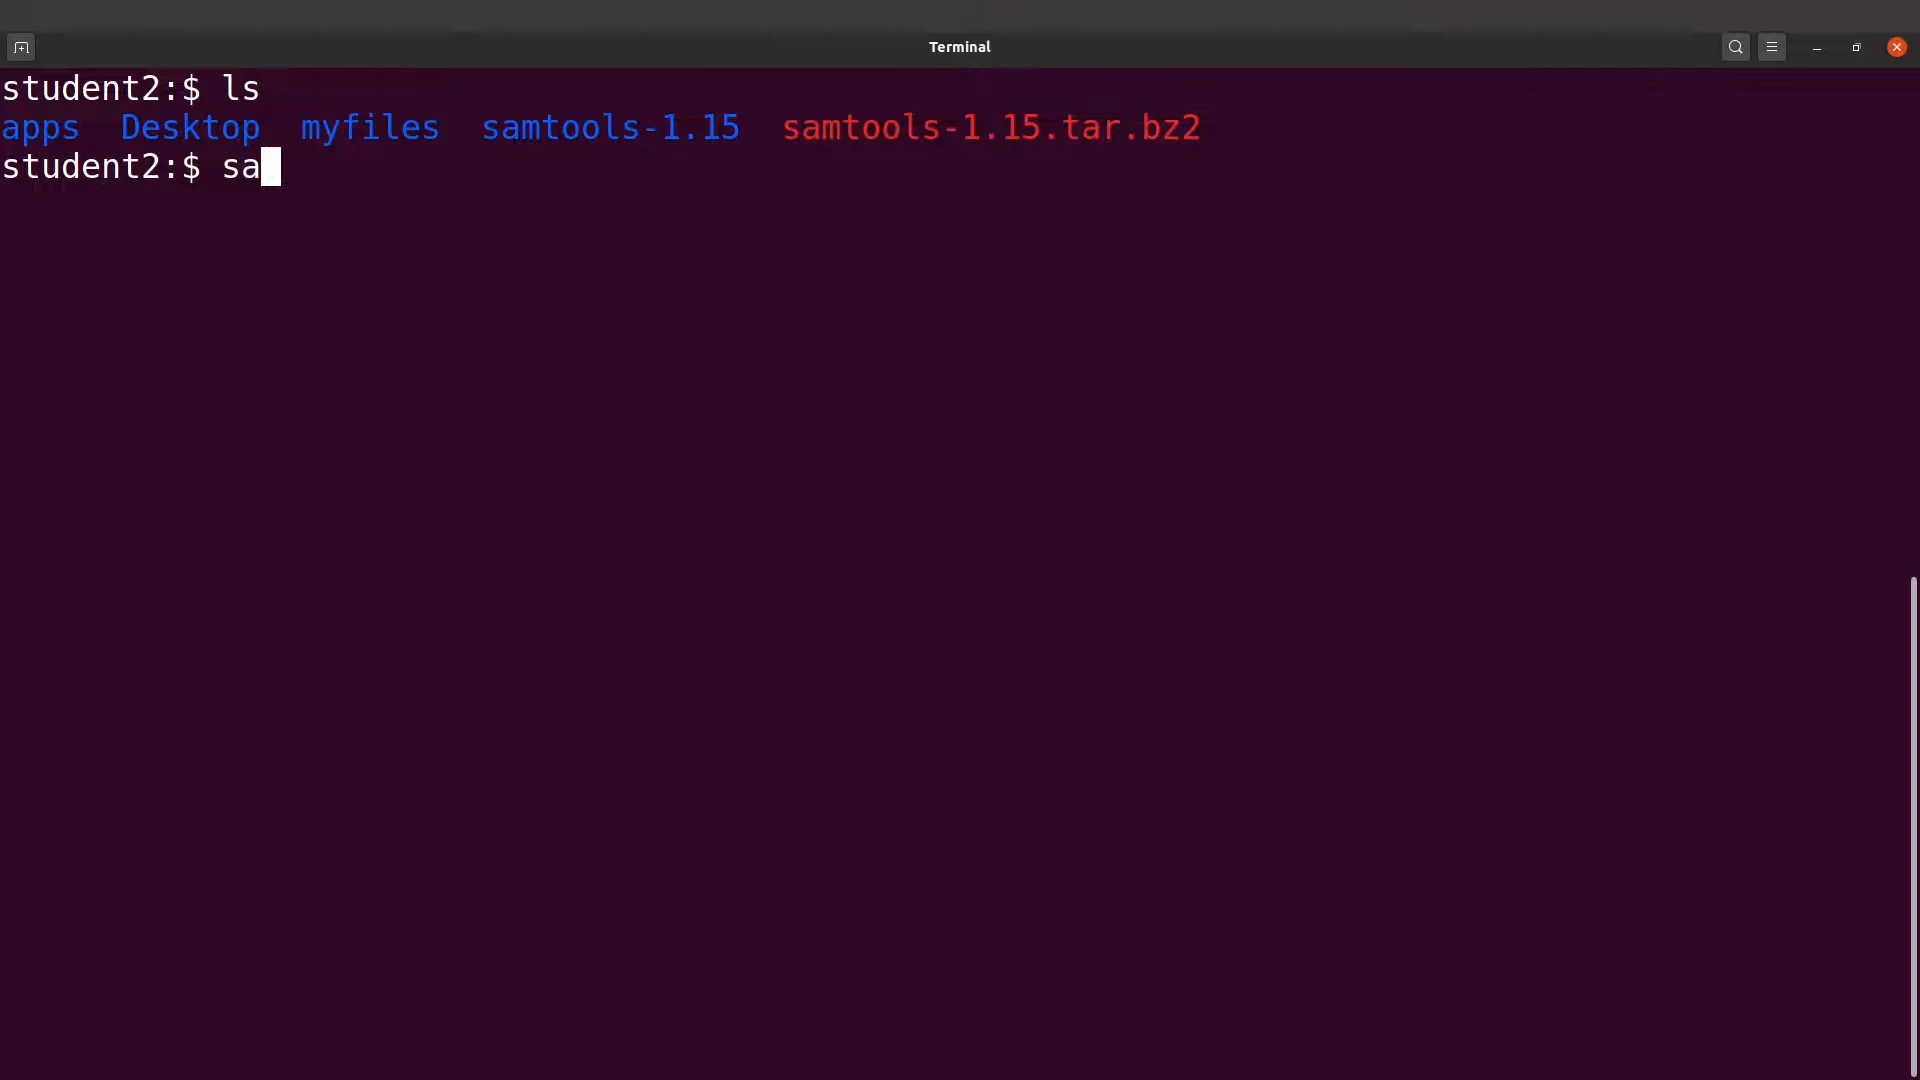 Terminal
student2:$ ls
apps  Desktop  myfiles  samtools-1.15  samtools-1.15.tar.bz2
student2:$ sa